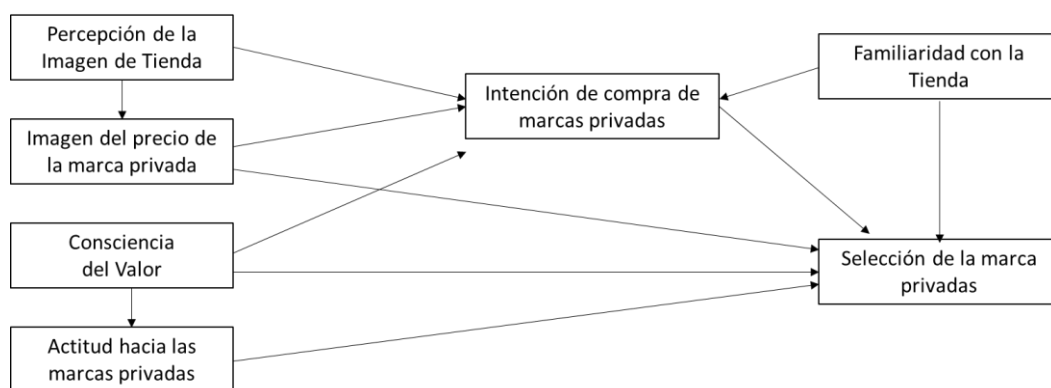 Percepción de la
Imagen de Tienda
Imagen del precio de
la marca privada
Consciencia
del Valor
Actitud hacia las
marcas privadas
Intención de compra de
marcas privadas
Familiaridad con la
Tienda
Selección de la marca
privadas